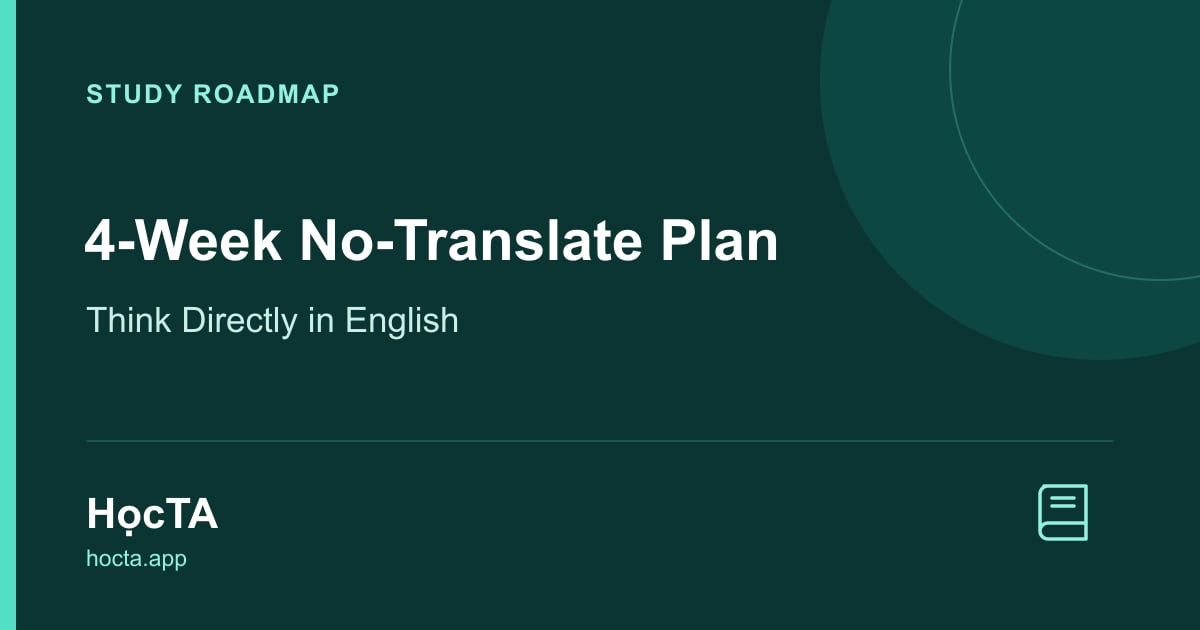 STUDY ROADMAP
4-Week No-Translate Plan
Think Directly in English
HọcTA
hocta.app